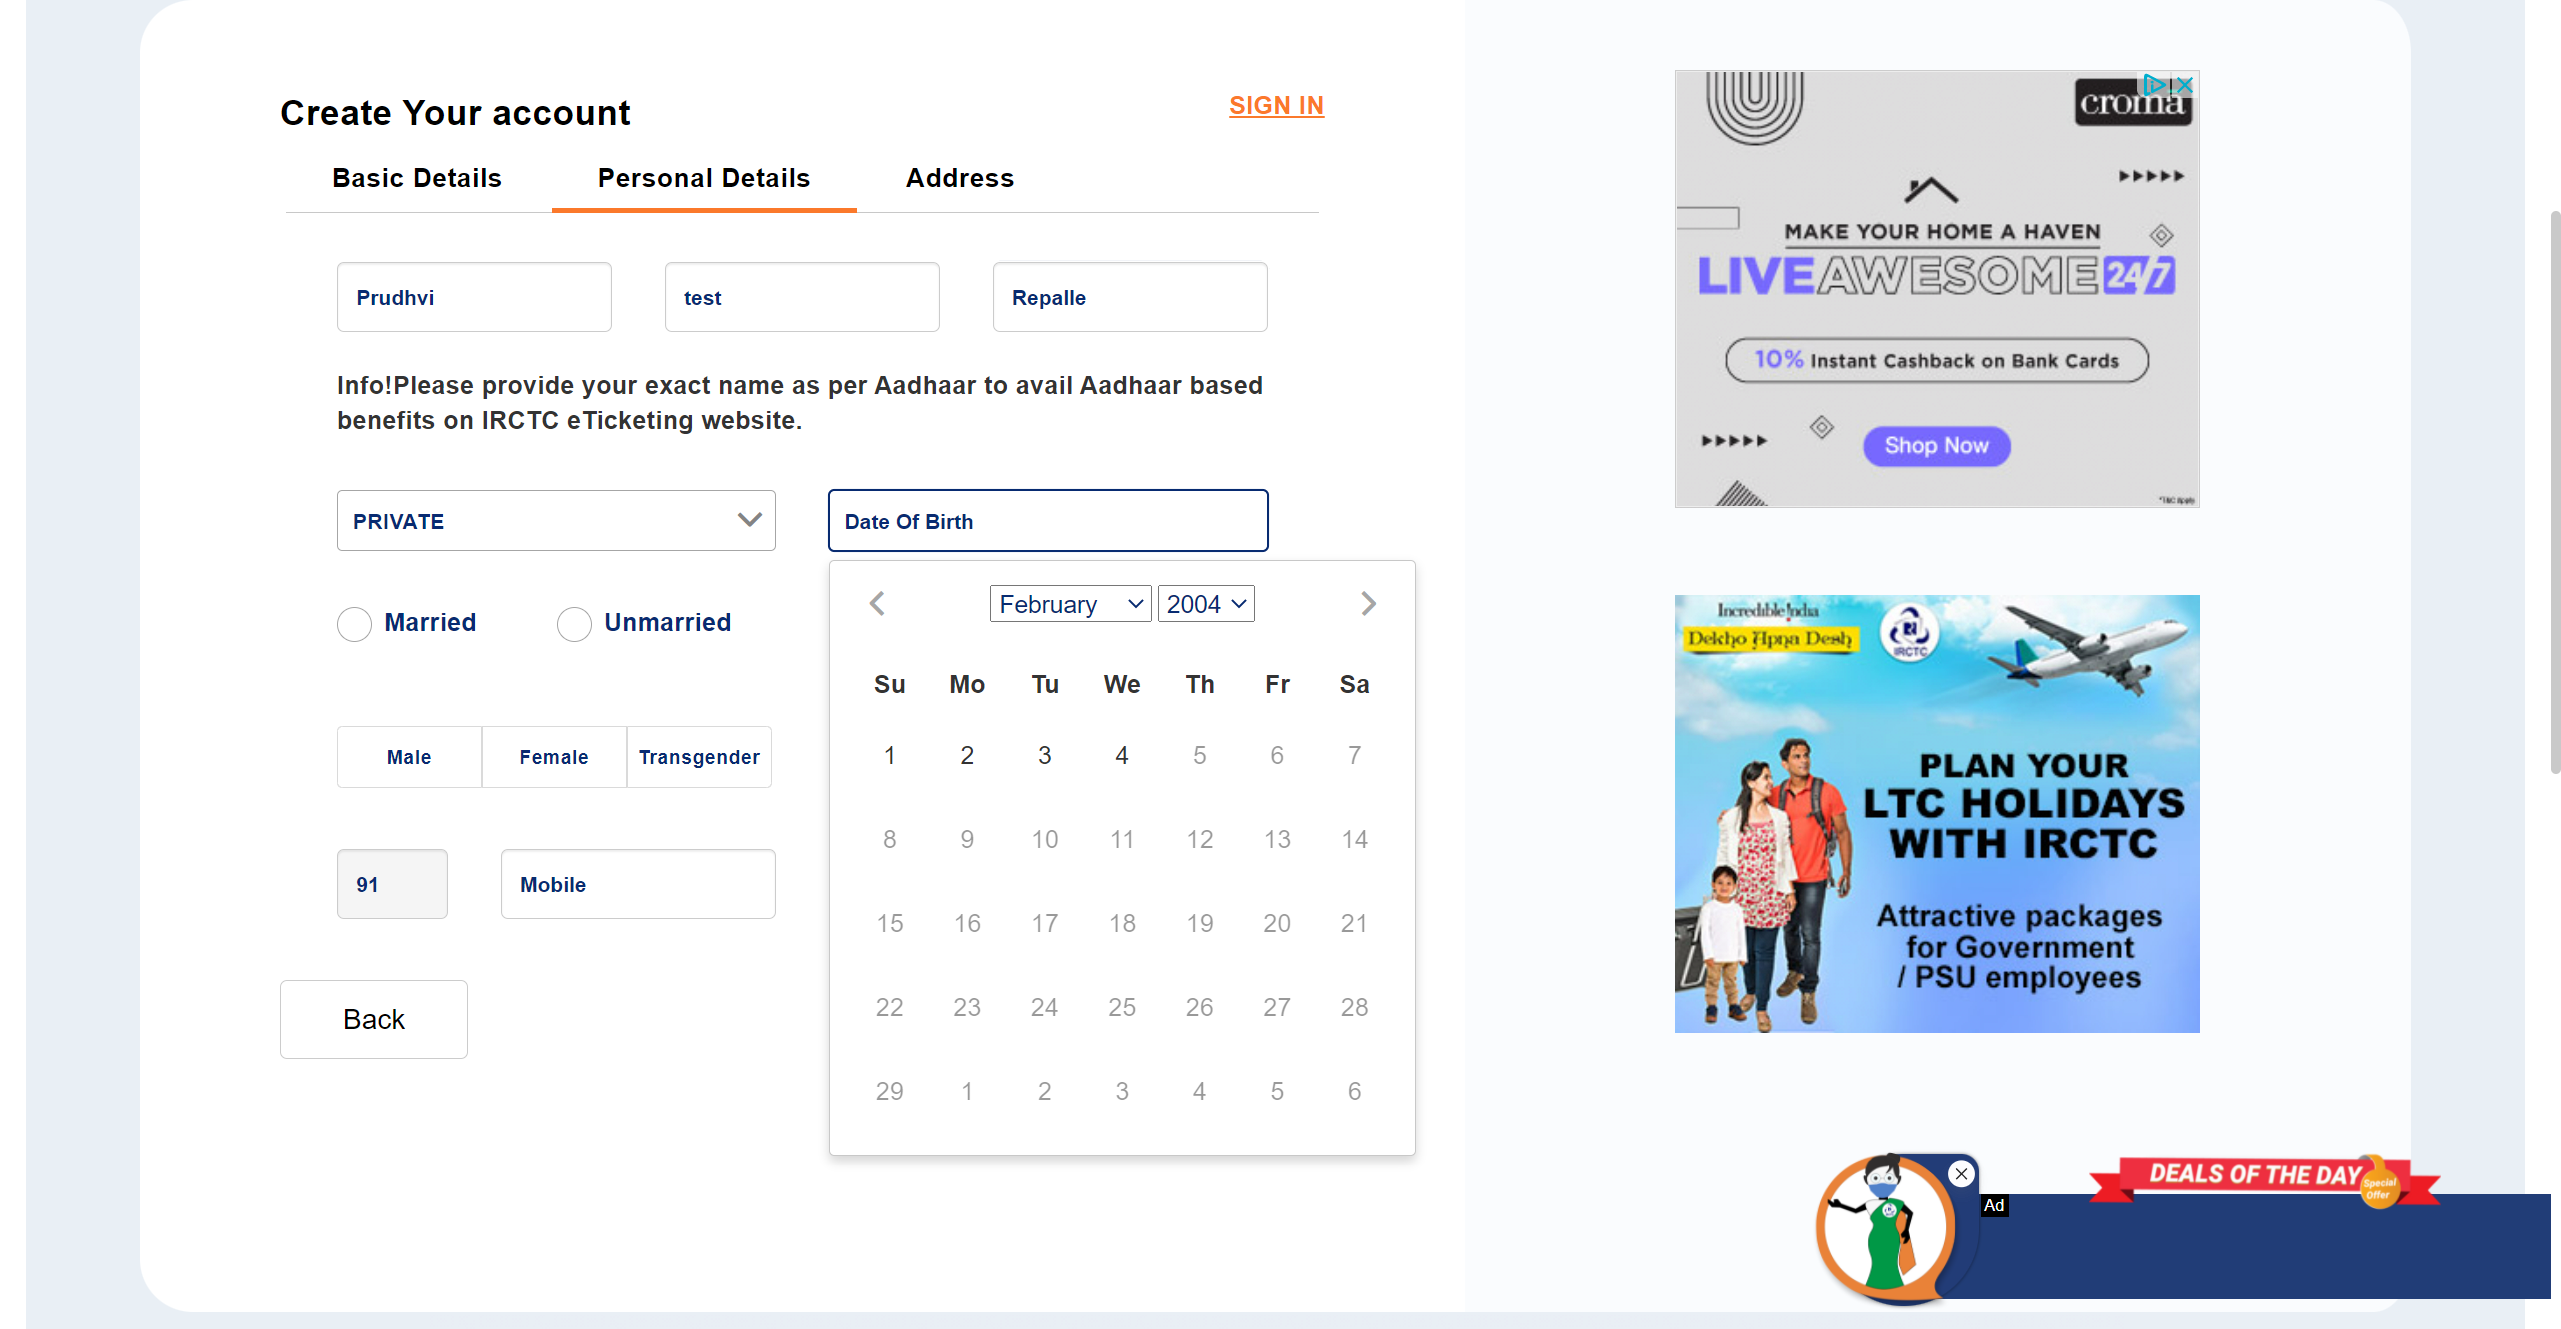 Create Your account
SIGN IN
Basic Details
Personal Details
Address
Prudhvi
test
Repalle
Info!Please provide your exact name as per Aadhaar to avail Aadhaar based
benefits on IRCTC eTicketing website.
PRIVATE
Date Of Birth
February
2004
Su Mo Tu We Th Fr Sa
1 2 3 4 5 6 7
8 9 10 11 12 13 14
15 16 17 18 19 20 21
22 23 24 25 26 27 28
29 1 2 3 4 5 6
Married
Unmarried
Male
Female
Transgender
91
Mobile
Back
croma
MAKE YOUR HOME A HAVEN
LIVEAWESOME24/7
10% Instant Cashback on Bank Cards
Shop Now
*T&C Apply
Incredible !ndia
Dekho Apna Desh
IRCTC
PLAN YOUR
LTC HOLIDAYS
WITH IRCTC
Attractive packages
for Government
/ PSU employees
DEALS OF THE DAY
Special
Offer
Ad